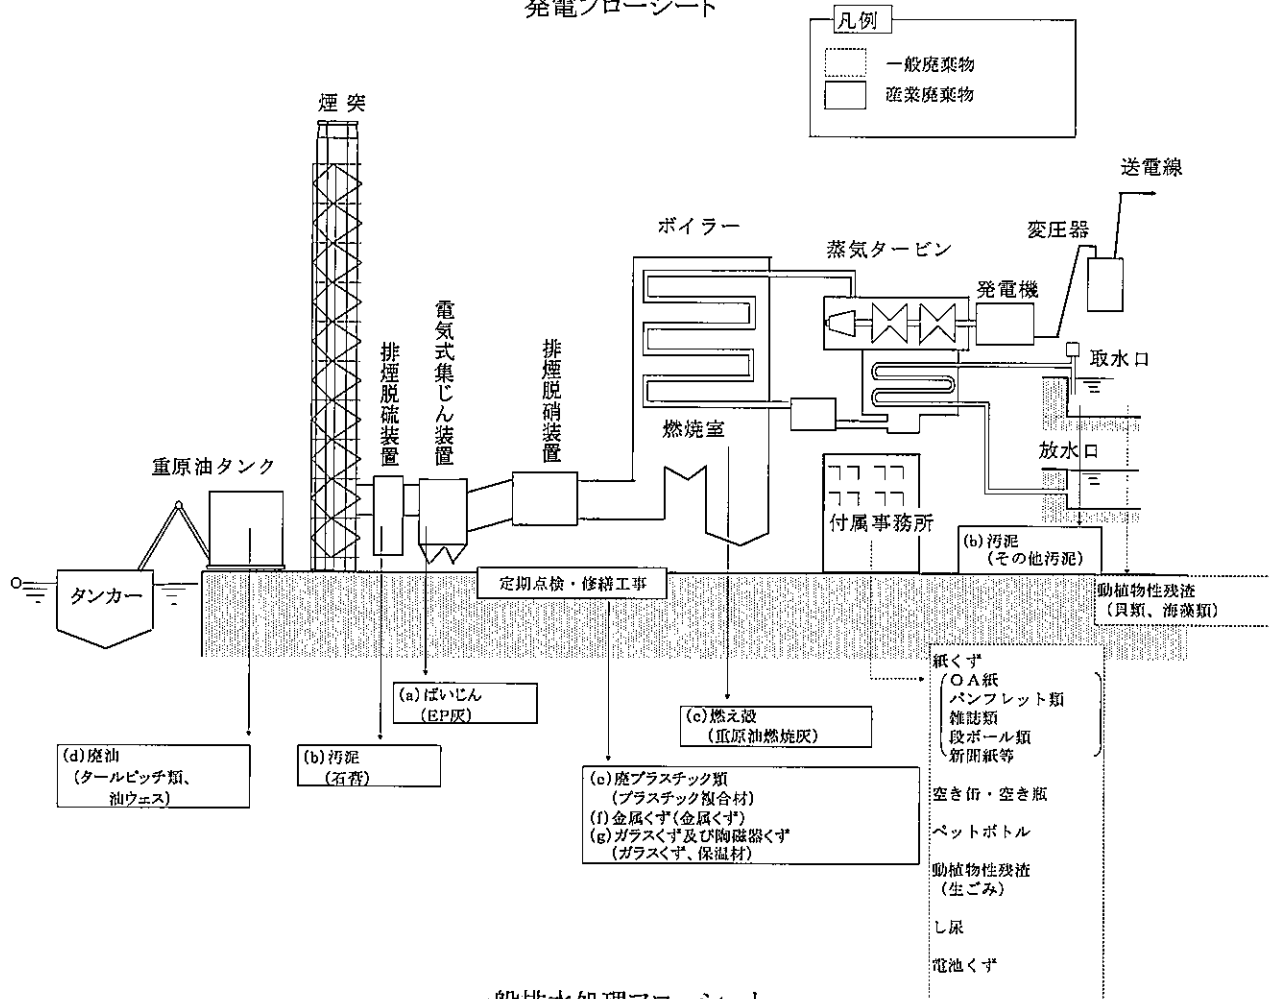 発電フローシート
凡例
一般廃棄物
産業廃棄物
煙突
送電線
ボイラー
変圧器
蒸気タービン
発電機
電気式集じん装置
排煙脱硫装置
排煙脱硝装置
取水口
燃焼室
放水口
重原油タンク
付属事務所
(b)汚泥
(その他汚泥)
タンカー
定期点検・修繕工事
動植物性残渣
(貝類、海藻類)
紙くず
OA紙
パンフレット類
雑誌類
段ボール類
新聞紙等
(a)ばいじん
(EP灰)
(c)燃え殻
(重原油燃焼灰)
(d)廃油
(タールピッチ類、
油ウェス)
(b)汚泥
(石膏)
(e)廃プラスチック類
(プラスチック複合材)
(f)金属くず(金属くず)
(g)ガラスくず及び陶磁器くず
(ガラスくず、保温材)
空き缶・空き瓶
ペットボトル
動植物性残渣
(生ごみ)
し尿
電池くず
一般排水処理フローシート